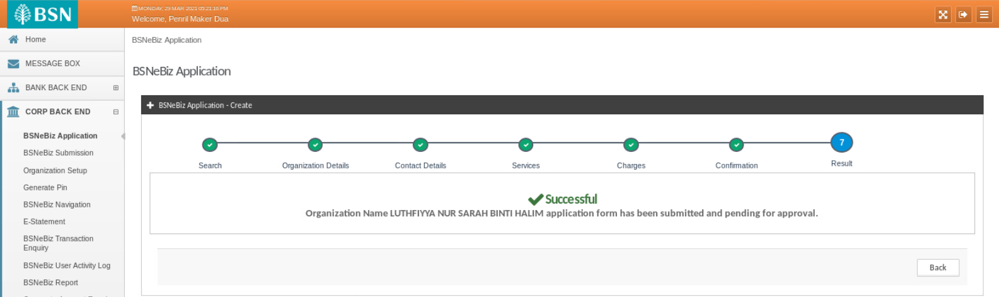 BSN
MONDAY, 29 MAR 2021 05:21:16 PM
Welcome, Penril Maker Dua
Home
MESSAGE BOX
BANK BACK END
CORP BACK END
BSNeBiz Application
BSNeBiz Submission
Organization Setup
Generate Pin
BSNeBiz Navigation
E-Statement
BSNeBiz Transaction
Enquiry
BSNeBiz User Activity Log
BSNeBiz Report
BSNeBiz Application
BSNeBiz Application
BSNeBiz Application - Create
7
Search
Organization Details
Contact Details
Services
Charges
Confirmation
Result
Successful
Organization Name LUTHFIYYA NUR SARAH BINTI HALIM application form has been submitted and pending for approval.
Back